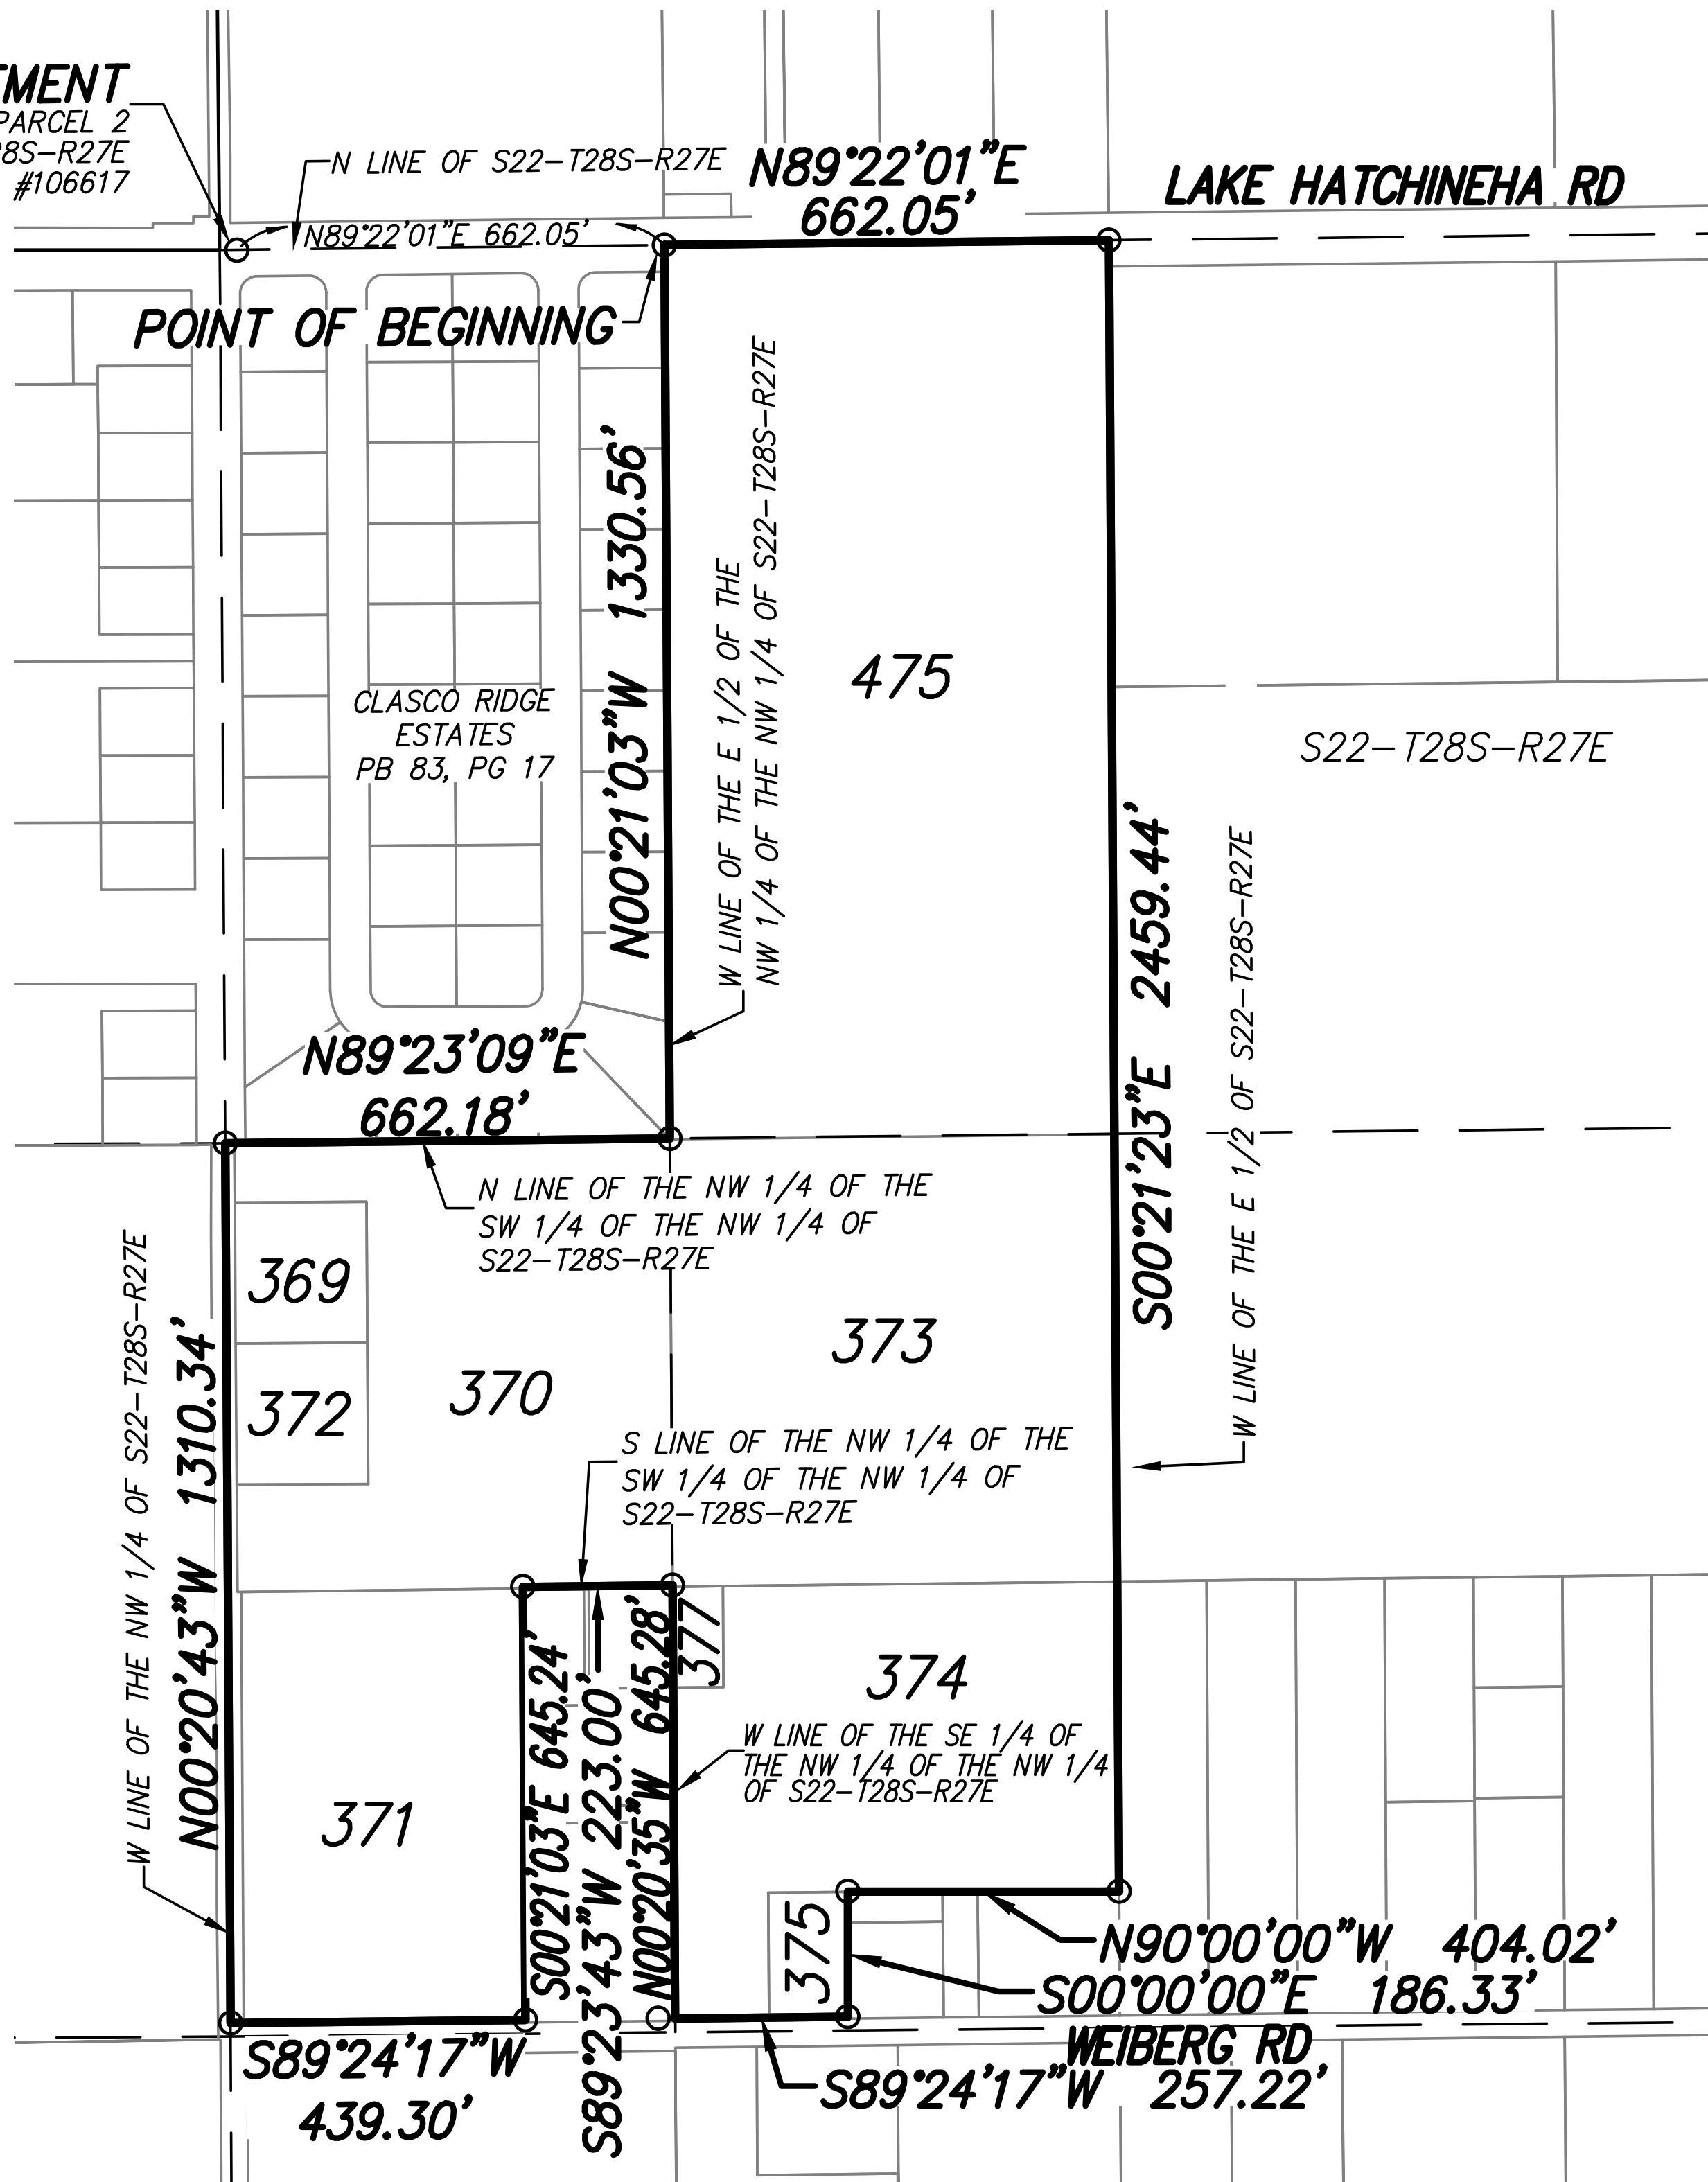 PARCEL 2
#106617
N LINE OF S22-T28S-R27E
N89°22'01"E
662.05'
LAKE HATCHINEHA RD
N89°22'01"E 662.05'
POINT OF BEGINNING
N00°21'03"W 1330.56'
W LINE OF THE E 1/2 OF THE
NW 1/4 OF THE NW 1/4 OF S22-T28S-R27E
475
CLASCO RIDGE
ESTATES
PB 83, PG 17
S22-T28S-R27E
S00°21'23"E 2459.44'
W LINE OF THE E 1/2 OF S22-T28S-R27E
N89°23'09"E
662.18'
N LINE OF THE NW 1/4 OF THE
SW 1/4 OF THE NW 1/4 OF
S22-T28S-R27E
W LINE OF THE NW 1/4 OF S22-T28S-R27E
N00°20'43"W 1310.34'
369
372
370
373
S LINE OF THE NW 1/4 OF THE
SW 1/4 OF THE NW 1/4 OF
S22-T28S-R27E
371
S00°21'03"E 645.24'
S89°23'43"W 223.00'
N00°20'35"W 645.28'
377
374
W LINE OF THE SE 1/4 OF
THE NW 1/4 OF THE NW 1/4
OF S22-T28S-R27E
375
N90°00'00"W 404.02'
S00°00'00"E 186.33'
WEIBERG RD
S89°24'17"W 257.22'
S89°24'17"W
439.30'